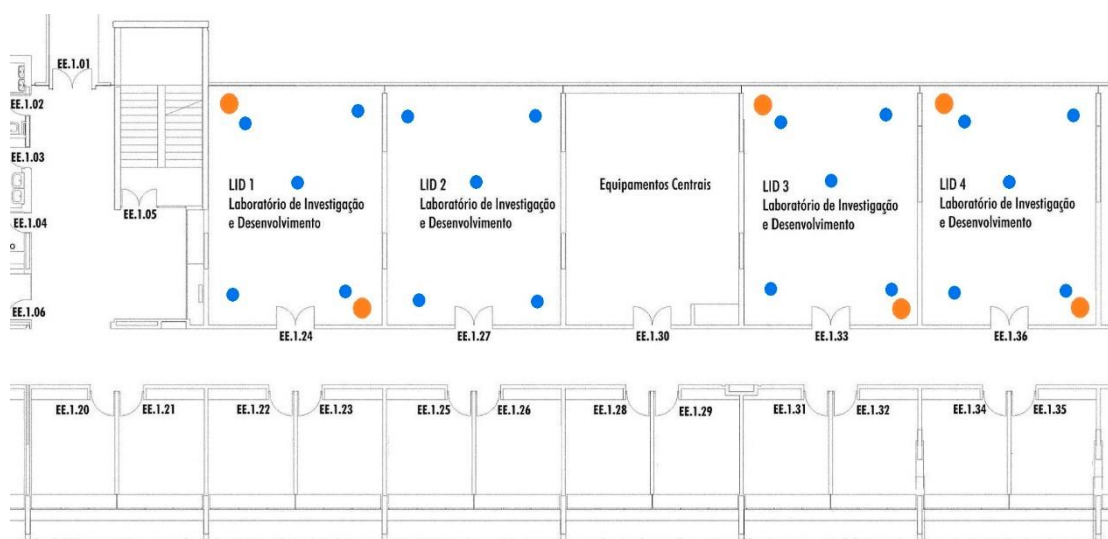 EE.1.01
EE.1.02
EE.1.03
EE.1.04
EE.1.05
EE.1.06
LID 1
Laboratório de Investigação
e Desenvolvimento
LID 2
Laboratório de Investigação
e Desenvolvimento
Equipamentos Centrais
LID 3
Laboratório de Investigação
e Desenvolvimento
LID 4
Laboratório de Investigação
e Desenvolvimento
EE.1.24
EE.1.27
EE.1.30
EE.1.33
EE.1.36
EE.1.20
EE.1.21
EE.1.22
EE.1.23
EE.1.25
EE.1.26
EE.1.28
EE.1.29
EE.1.31
EE.1.32
EE.1.34
EE.1.35